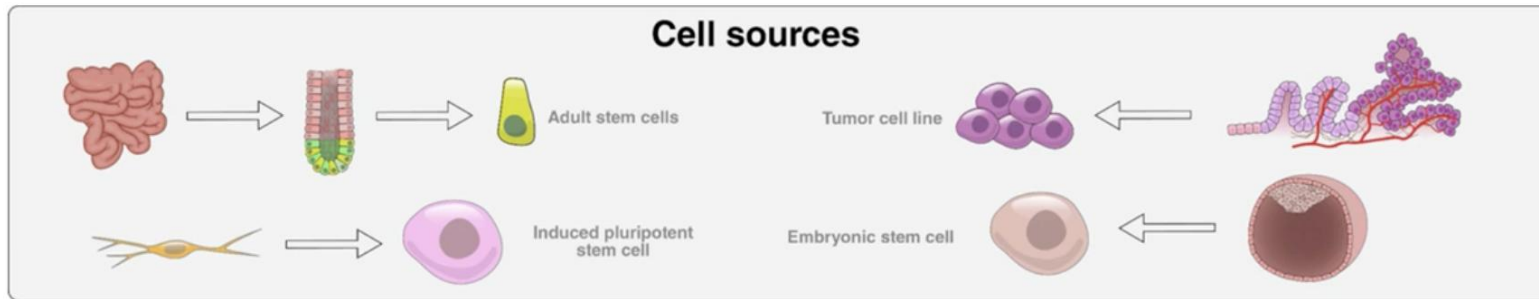 Cell sources
Adult stem cells
Tumor cell line
Induced pluripotent
stem cell
Embryonic stem cell